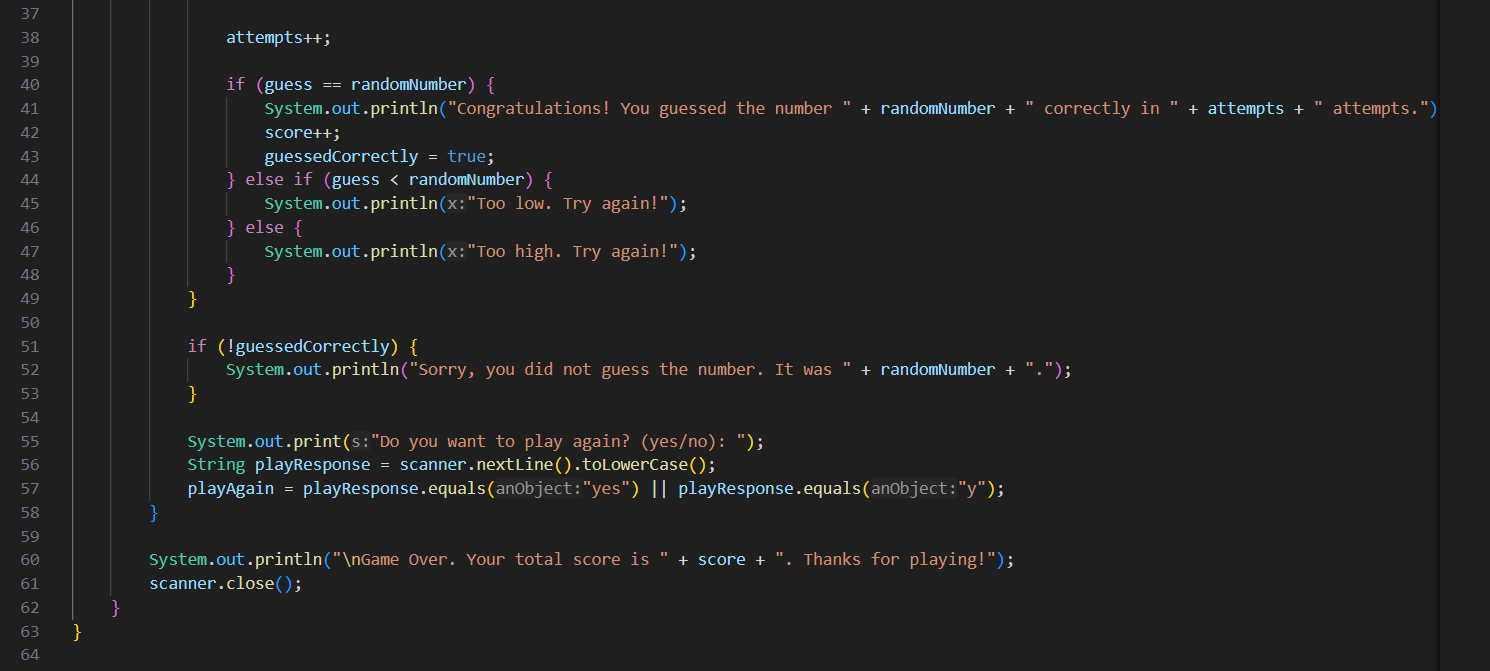 37
38 attempts++;
39
40 if (guess == randomNumber) {
41 System.out.println("Congratulations! You guessed the number " + randomNumber + " correctly in " + attempts + " attempts.")
42 score++;
43 guessedCorrectly = true;
44 } else if (guess < randomNumber) {
45 System.out.println(x:"Too low. Try again!");
46 } else {
47 System.out.println(x:"Too high. Try again!");
48 }
49 }
50
51 if (!guessedCorrectly) {
52 System.out.println("Sorry, you did not guess the number. It was " + randomNumber + ".");
53 }
54
55 System.out.print(s:"Do you want to play again? (yes/no): ");
56 String playResponse = scanner.nextLine().toLowerCase();
57 playAgain = playResponse.equals(anObject:"yes") || playResponse.equals(anObject:"y");
58 }
59
60 System.out.println("\nGame Over. Your total score is " + score + ". Thanks for playing!");
61 scanner.close();
62 }
63 }
64